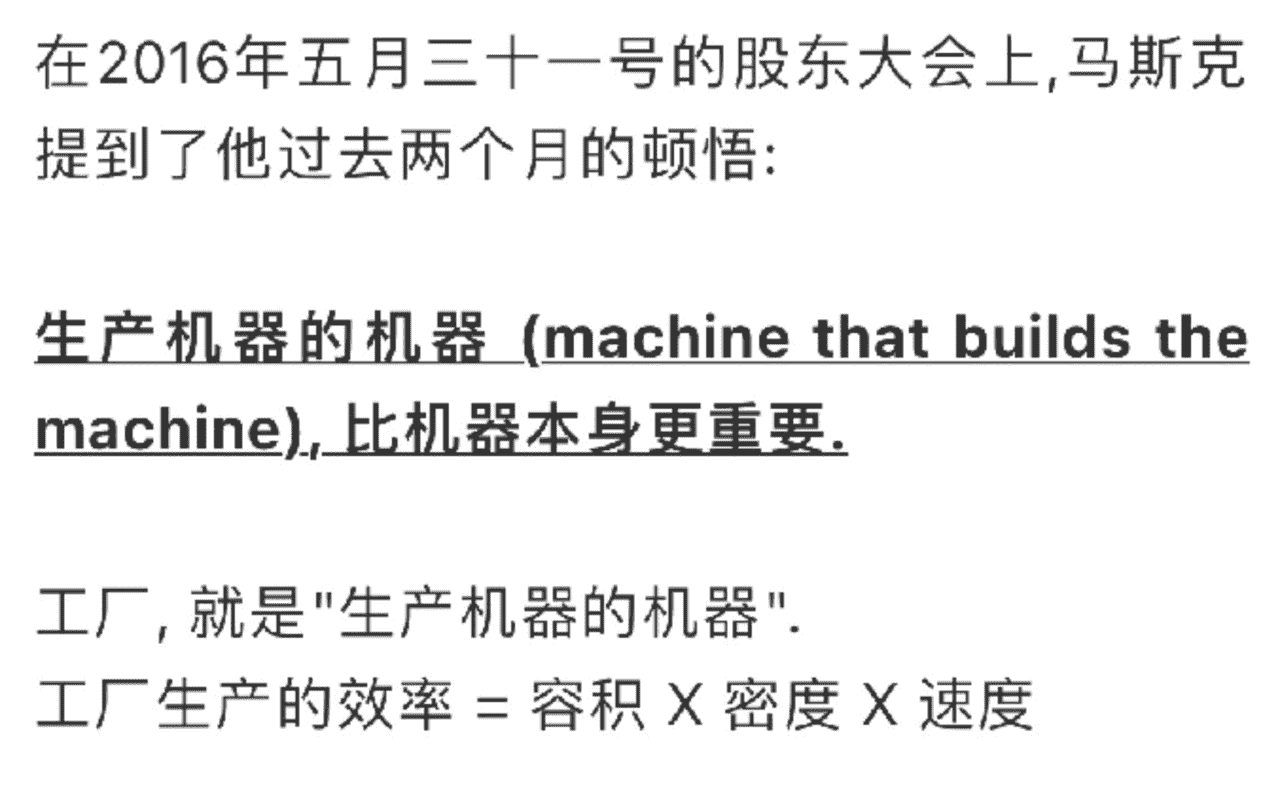 在2016年五月三十一号的股东大会上,马斯克
提到了他过去两个月的顿悟:
生产机器的机器 (machine that builds the
machine), 比机器本身更重要.
工厂, 就是"生产机器的机器".
工厂生产的效率 = 容积 X 密度 X 速度